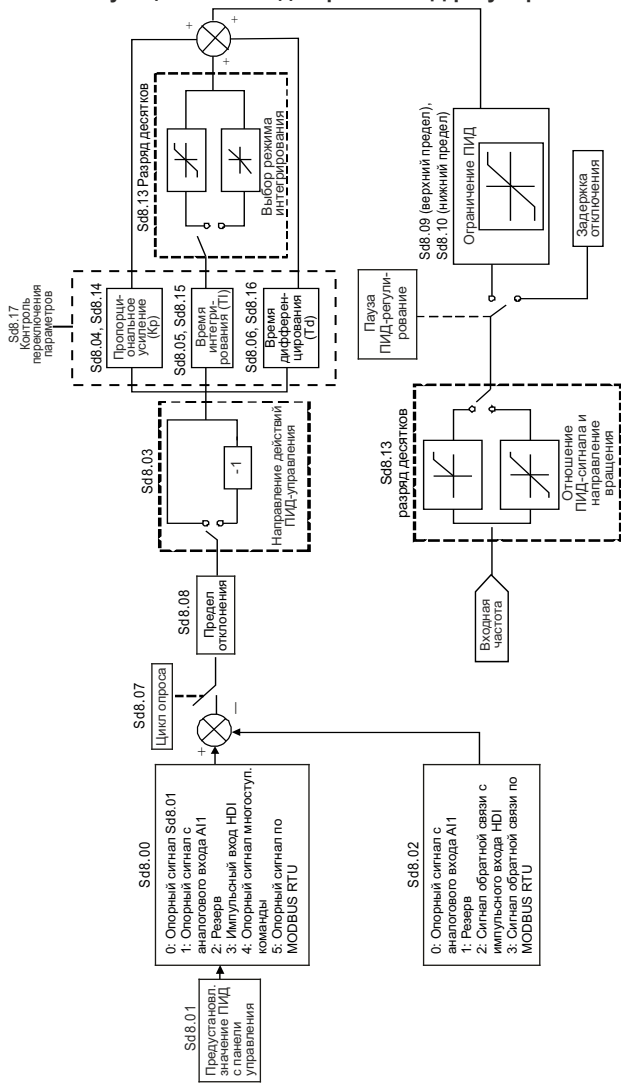 Sd8.01
Предустановл.
значение ПИД
с панели
управления
Sd8.00
0: Опорный сигнал Sd8.01
1: Опорный сигнал с
аналогового входа AI1
2: Резерв
3: Импульсный вход HDI
4: Опорный сигнал многоступ.
команды
5: Опорный сигнал по
MODBUS RTU
Sd8.02
0: Опорный сигнал с
аналогового входа AI1
1: Резерв
2: Сигнал обратной связи с
импульсного входа HDI
3: Сигнал обратной связи по
MODBUS RTU
+
−
Sd8.07
Цикл опроса
Sd8.08
Предел
отклонения
Sd8.03
-1
Направление действий
ПИД-управления
Sd8.17
Контроль
переключения
параметров
Sd8.04, Sd8.14
Пропорци-
ональное
усиление
(Kp)
Sd8.05, Sd8.15
Время
интегри-
рования (TI)
Sd8.06, Sd8.16
Время
дифферен-
цирования
(Td)
Sd8.13 Разряд десятков
Выбор режима
интегрирования
+
+
+
Sd8.09 (верхний предел),
Sd8.10 (нижний предел)
Ограничение ПИД
Пауза
ПИД-регули-
рование
Задержка
отключения
Sd8.13
разряд десятков
Отношение
ПИД-сигнала и
направление
вращения
Входная
частота